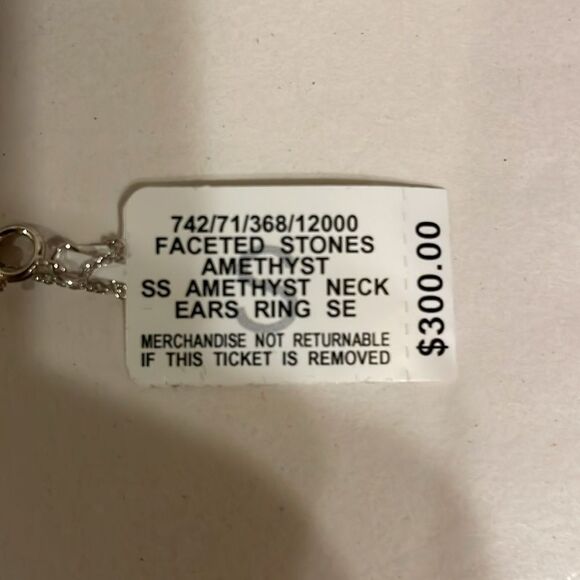 742/71/368/12000
FACETED STONES
AMETHYST
SS AMETHYST NECK
EARS RING SE
MERCHANDISE NOT RETURNABLE
IF THIS TICKET IS REMOVED
$300.00